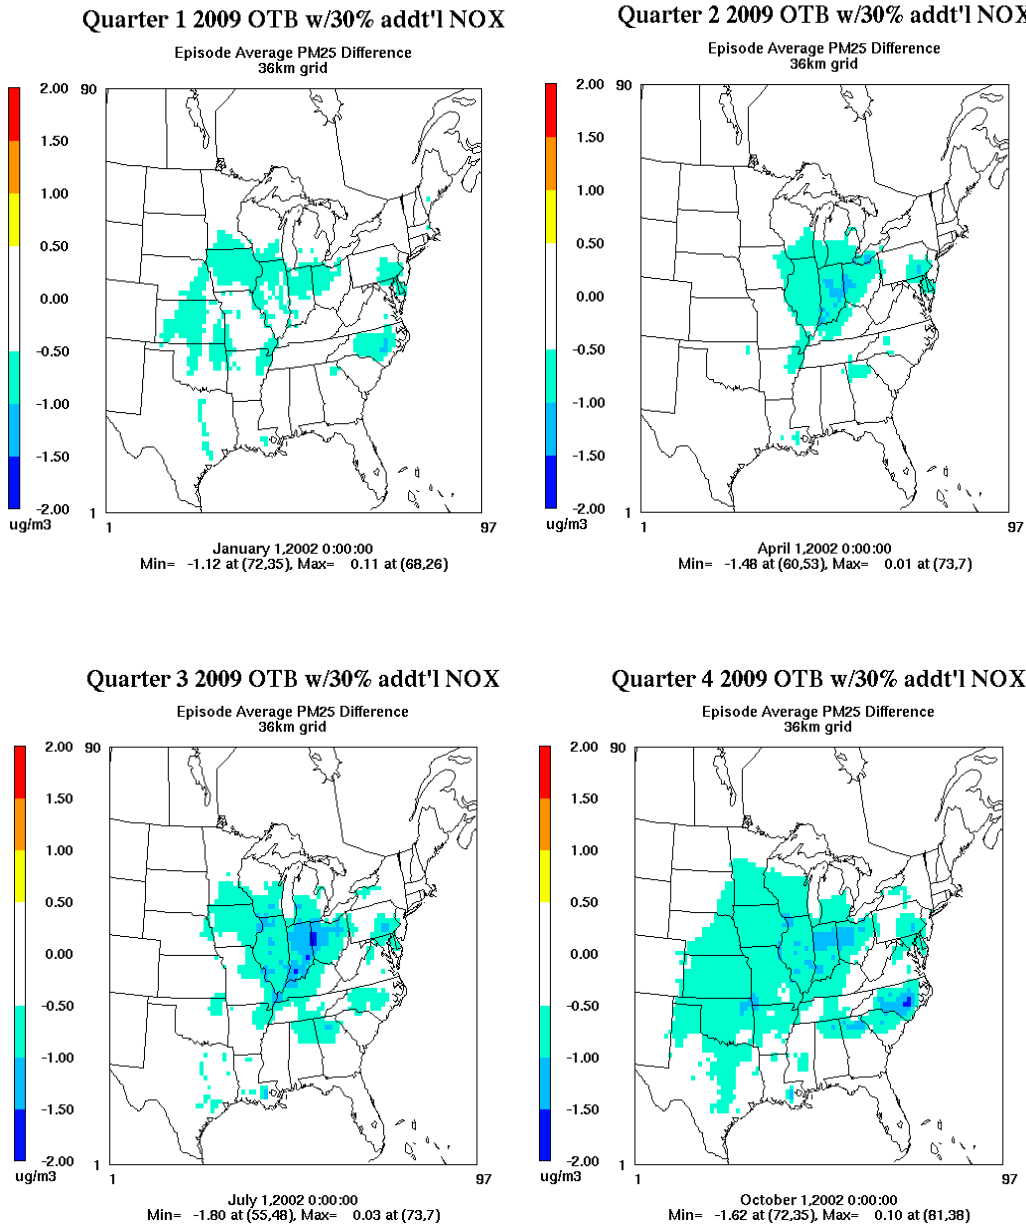 Quarter 1 2009 OTB w/30% addt'l NOX
Episode Average PM25 Difference
36km grid
2.00
1.50
1.00
0.50
0.00
-0.50
-1.00
-1.50
-2.00
ug/m3
90
1
1
97
January 1,2002 0:00:00
Min= -1.12 at (72,35), Max= 0.11 at (68,26)
Quarter 2 2009 OTB w/30% addt'l NOX
Episode Average PM25 Difference
36km grid
2.00
1.50
1.00
0.50
0.00
-0.50
-1.00
-1.50
-2.00
ug/m3
90
1
1
97
April 1,2002 0:00:00
Min= -1.48 at (60,53), Max= 0.01 at (73,7)
Quarter 3 2009 OTB w/30% addt'l NOX
Episode Average PM25 Difference
36km grid
2.00
1.50
1.00
0.50
0.00
-0.50
-1.00
-1.50
-2.00
ug/m3
90
1
1
97
July 1,2002 0:00:00
Min= -1.80 at (55,48), Max= 0.03 at (73,7)
Quarter 4 2009 OTB w/30% addt'l NOX
Episode Average PM25 Difference
36km grid
2.00
1.50
1.00
0.50
0.00
-0.50
-1.00
-1.50
-2.00
ug/m3
90
1
1
97
October 1,2002 0:00:00
Min= -1.62 at (72,35), Max= 0.10 at (81,38)